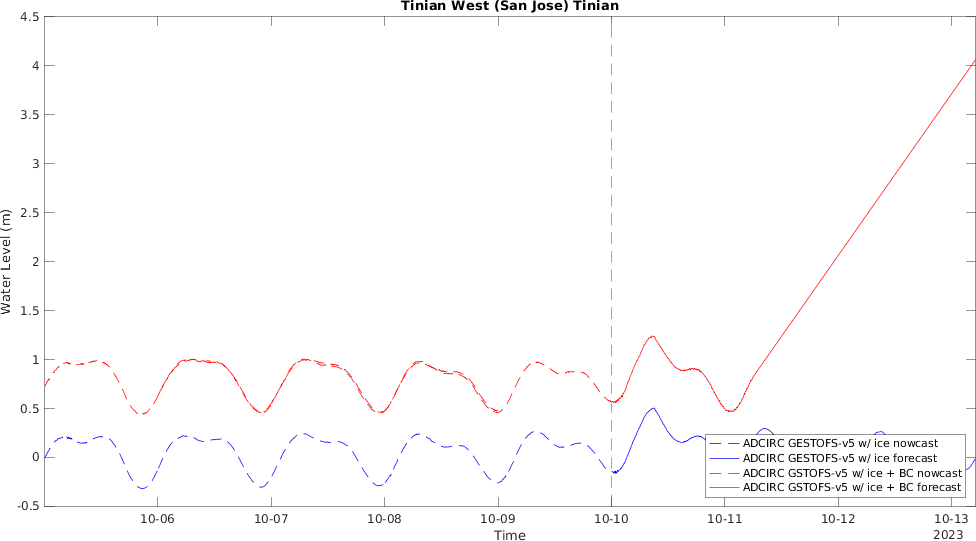 Tinian West (San Jose) Tinian
4.5
4
3.5
3
2.5
2
1.5
1
0.5
0
-0.5
Water Level (m)
ADCIRC GESTOFS-v5 w/ ice nowcast
ADCIRC GESTOFS-v5 w/ ice forecast
ADCIRC GSTOFS-v5 w/ ice + BC nowcast
ADCIRC GSTOFS-v5 w/ ice + BC forecast
10-06 10-07 10-08 10-09 10-10 10-11 10-12 10-13
2023
Time